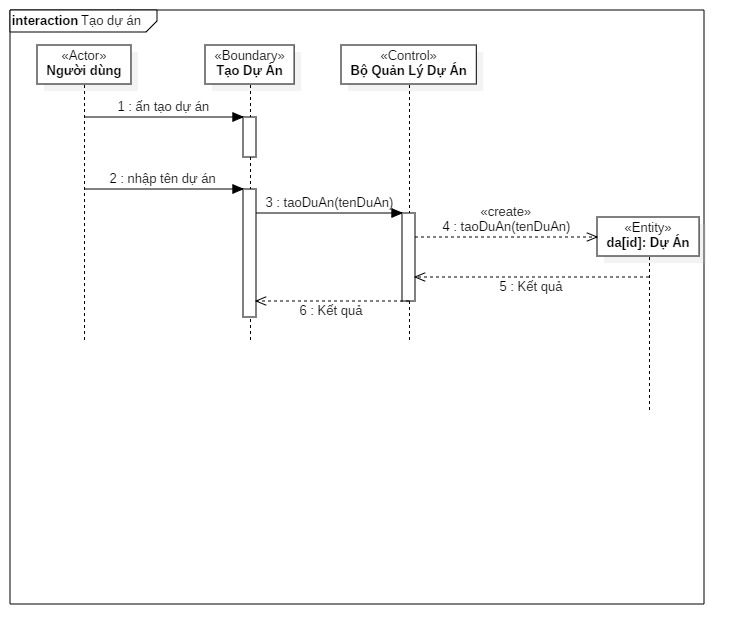 interaction Tạo dự án
«Actor»
Người dùng
«Boundary»
Tạo Dự Án
«Control»
Bộ Quản Lý Dự Án
1 : ấn tạo dự án
2 : nhập tên dự án
3 : taoDuAn(tenDuAn)
«create»
4 : taoDuAn(tenDuAn)
«Entity»
da[id]: Dự Án
5 : Kết quả
6 : Kết quả